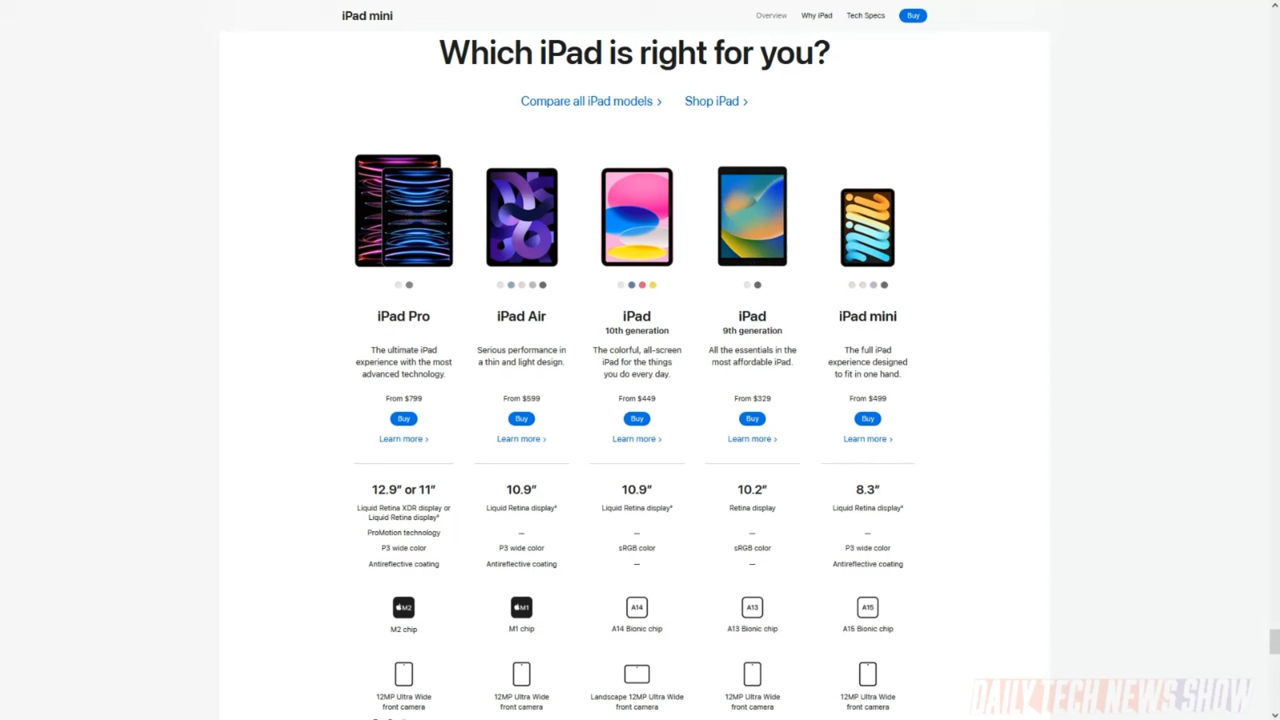 iPad mini
Overview
Why iPad
Tech Specs
Buy
Which iPad is right for you?
Compare all iPad models >
Shop iPad >
iPad Pro
The ultimate iPad
experience with the most
advanced technology.
From $799
Buy
Learn more >
12.9" or 11"
Liquid Retina XDR display or
Liquid Retina display⁴
ProMotion technology
P3 wide color
Antireflective coating
M2
M2 chip
12MP Ultra Wide
front camera
iPad Air
Serious performance in
a thin and light design.
From $599
Buy
Learn more >
10.9"
Liquid Retina display⁴
—
P3 wide color
Antireflective coating
M1
M1 chip
12MP Ultra Wide
front camera
iPad
10th generation
The colorful, all-screen
iPad for the things
you do every day.
From $449
Buy
Learn more >
10.9"
Liquid Retina display⁴
—
sRGB color
—
A14
A14 Bionic chip
Landscape 12MP Ultra Wide
front camera
iPad
9th generation
All the essentials in the
most affordable iPad.
From $329
Buy
Learn more >
10.2"
Retina display
—
sRGB color
—
A13
A13 Bionic chip
12MP Ultra Wide
front camera
iPad mini
The full iPad
experience designed
to fit in one hand.
From $499
Buy
Learn more >
8.3"
Liquid Retina display⁴
—
P3 wide color
Antireflective coating
A15
A15 Bionic chip
12MP Ultra Wide
front camera
DAILY TECH NEWS SHOW